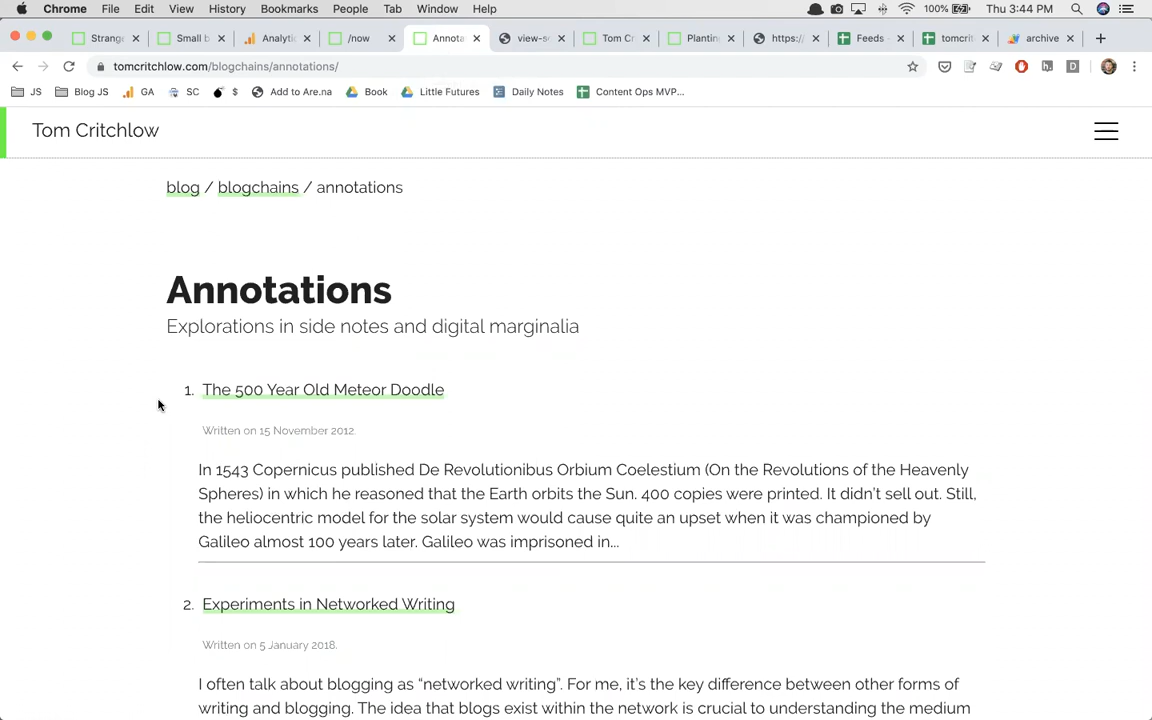 Chrome File Edit View History Bookmarks People Tab Window Help 100% Thu 3:44 PM
Strang Small b Analytic /now Annota view-s Tom C Plantin https:/ Feeds - tomcrit archive
tomcritchlow.com/blogchains/annotations/
JS Blog JS GA SC $ Add to Are.na Book Little Futures Daily Notes Content Ops MVP...
Tom Critchlow
blog / blogchains / annotations
Annotations
Explorations in side notes and digital marginalia
1. The 500 Year Old Meteor Doodle
Written on 15 November 2012.
In 1543 Copernicus published De Revolutionibus Orbium Coelestium (On the Revolutions of the Heavenly
Spheres) in which he reasoned that the Earth orbits the Sun. 400 copies were printed. It didn't sell out. Still,
the heliocentric model for the solar system would cause quite an upset when it was championed by
Galileo almost 100 years later. Galileo was imprisoned in...
2. Experiments in Networked Writing
Written on 5 January 2018.
I often talk about blogging as “networked writing”. For me, it's the key difference between other forms of
writing and blogging. The idea that blogs exist within the network is crucial to understanding the medium